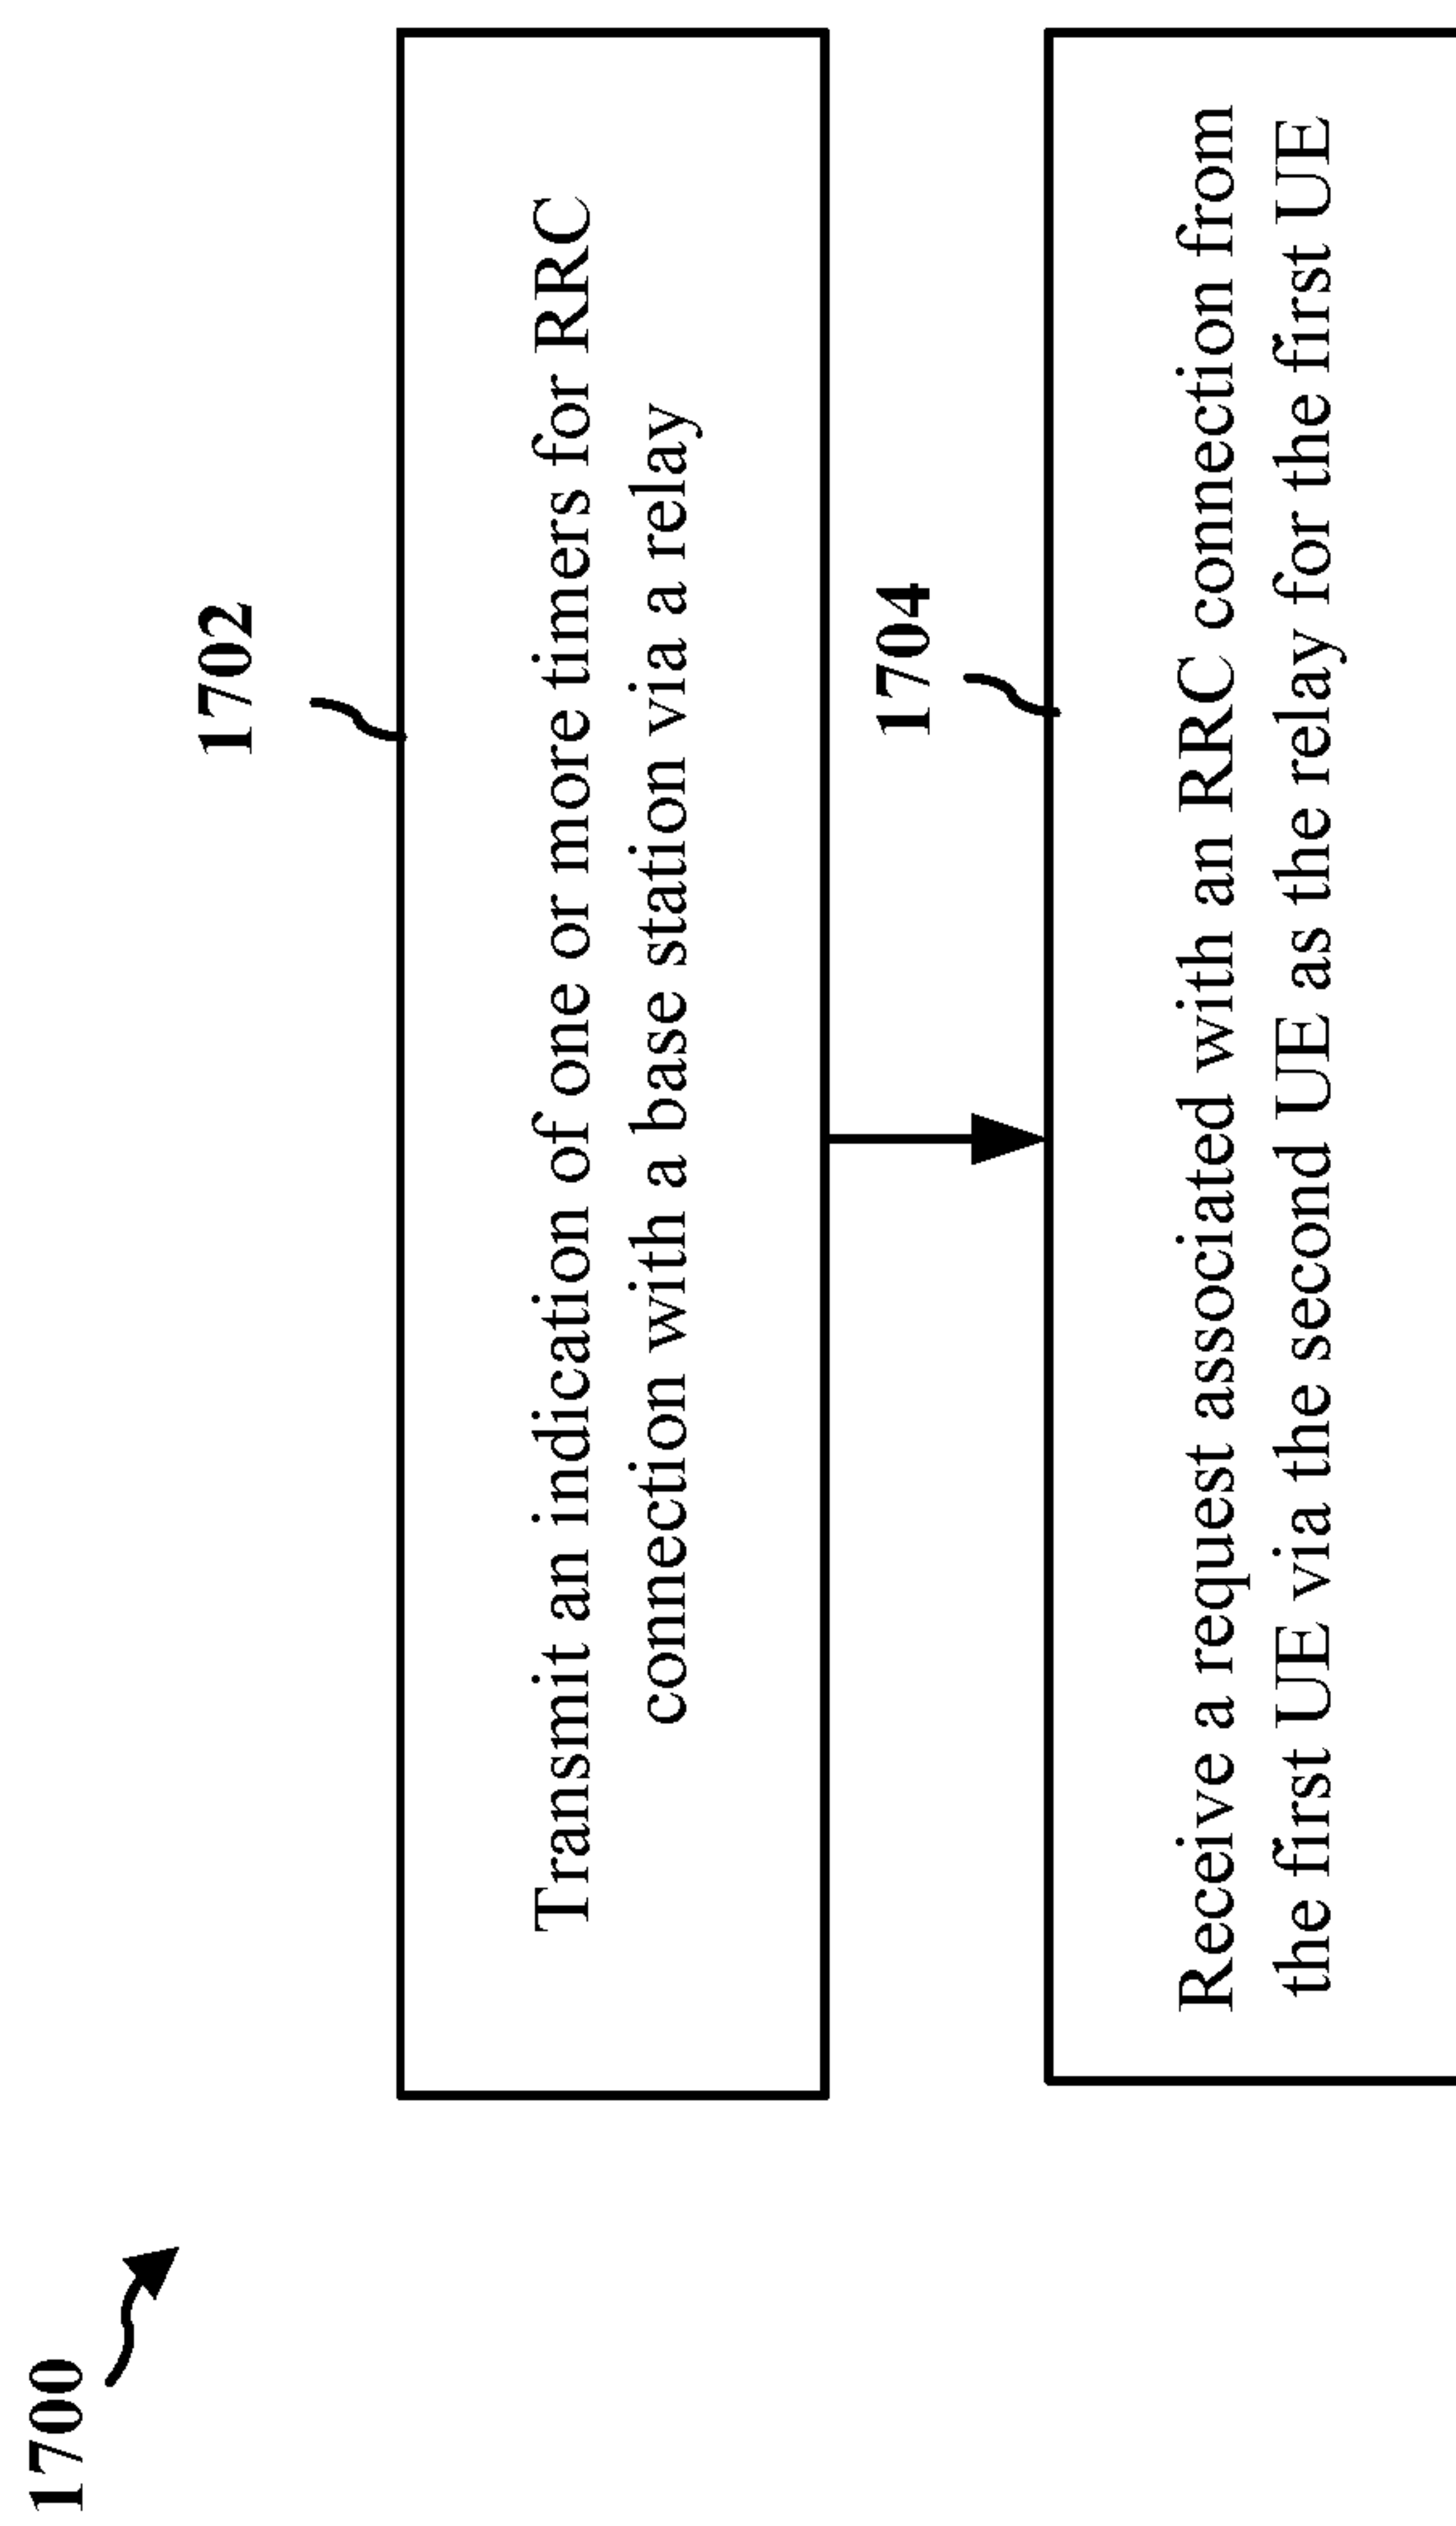 1700
1702
Transmit an indication of one or more timers for RRC
connection with a base station via a relay
1704
Receive a request associated with an RRC connection from
the first UE via the second UE as the relay for the first UE